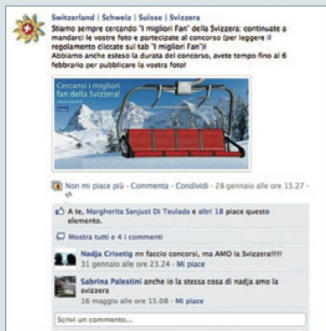 Switzerland | Schweiz | Suisse | Svizzera
Stiamo sempre cercando "I migliori Fan" della Svizzera: continuate a
mandarci le vostre foto e partecipate al concorso (per leggere il
regolamento cliccate sul tab "I migliori Fan")!
Abbiamo anche esteso la durata del concorso, avete tempo fino al 6
febbrario per pubblicare la vostra foto!
Cercansi i migliori
fan della Svizzera!
Non mi piace più · Commenta · Condividi · 28 gennaio alle ore 15.27 ·
A te, Margherita Sanjust Di Teulada e altri 18 piace questo
elemento.
Mostra tutti e 4 i commenti
Nadja Crisetig nn faccio concorsi, ma AMO la Svizzera!!!!!
31 gennaio alle ore 23.24 · Mi piace
Sabrina Palestini anche io la stessa cosa di nadja amo la
svizzera
16 maggio alle ore 15.08 · Mi piace
Scrivi un commento...